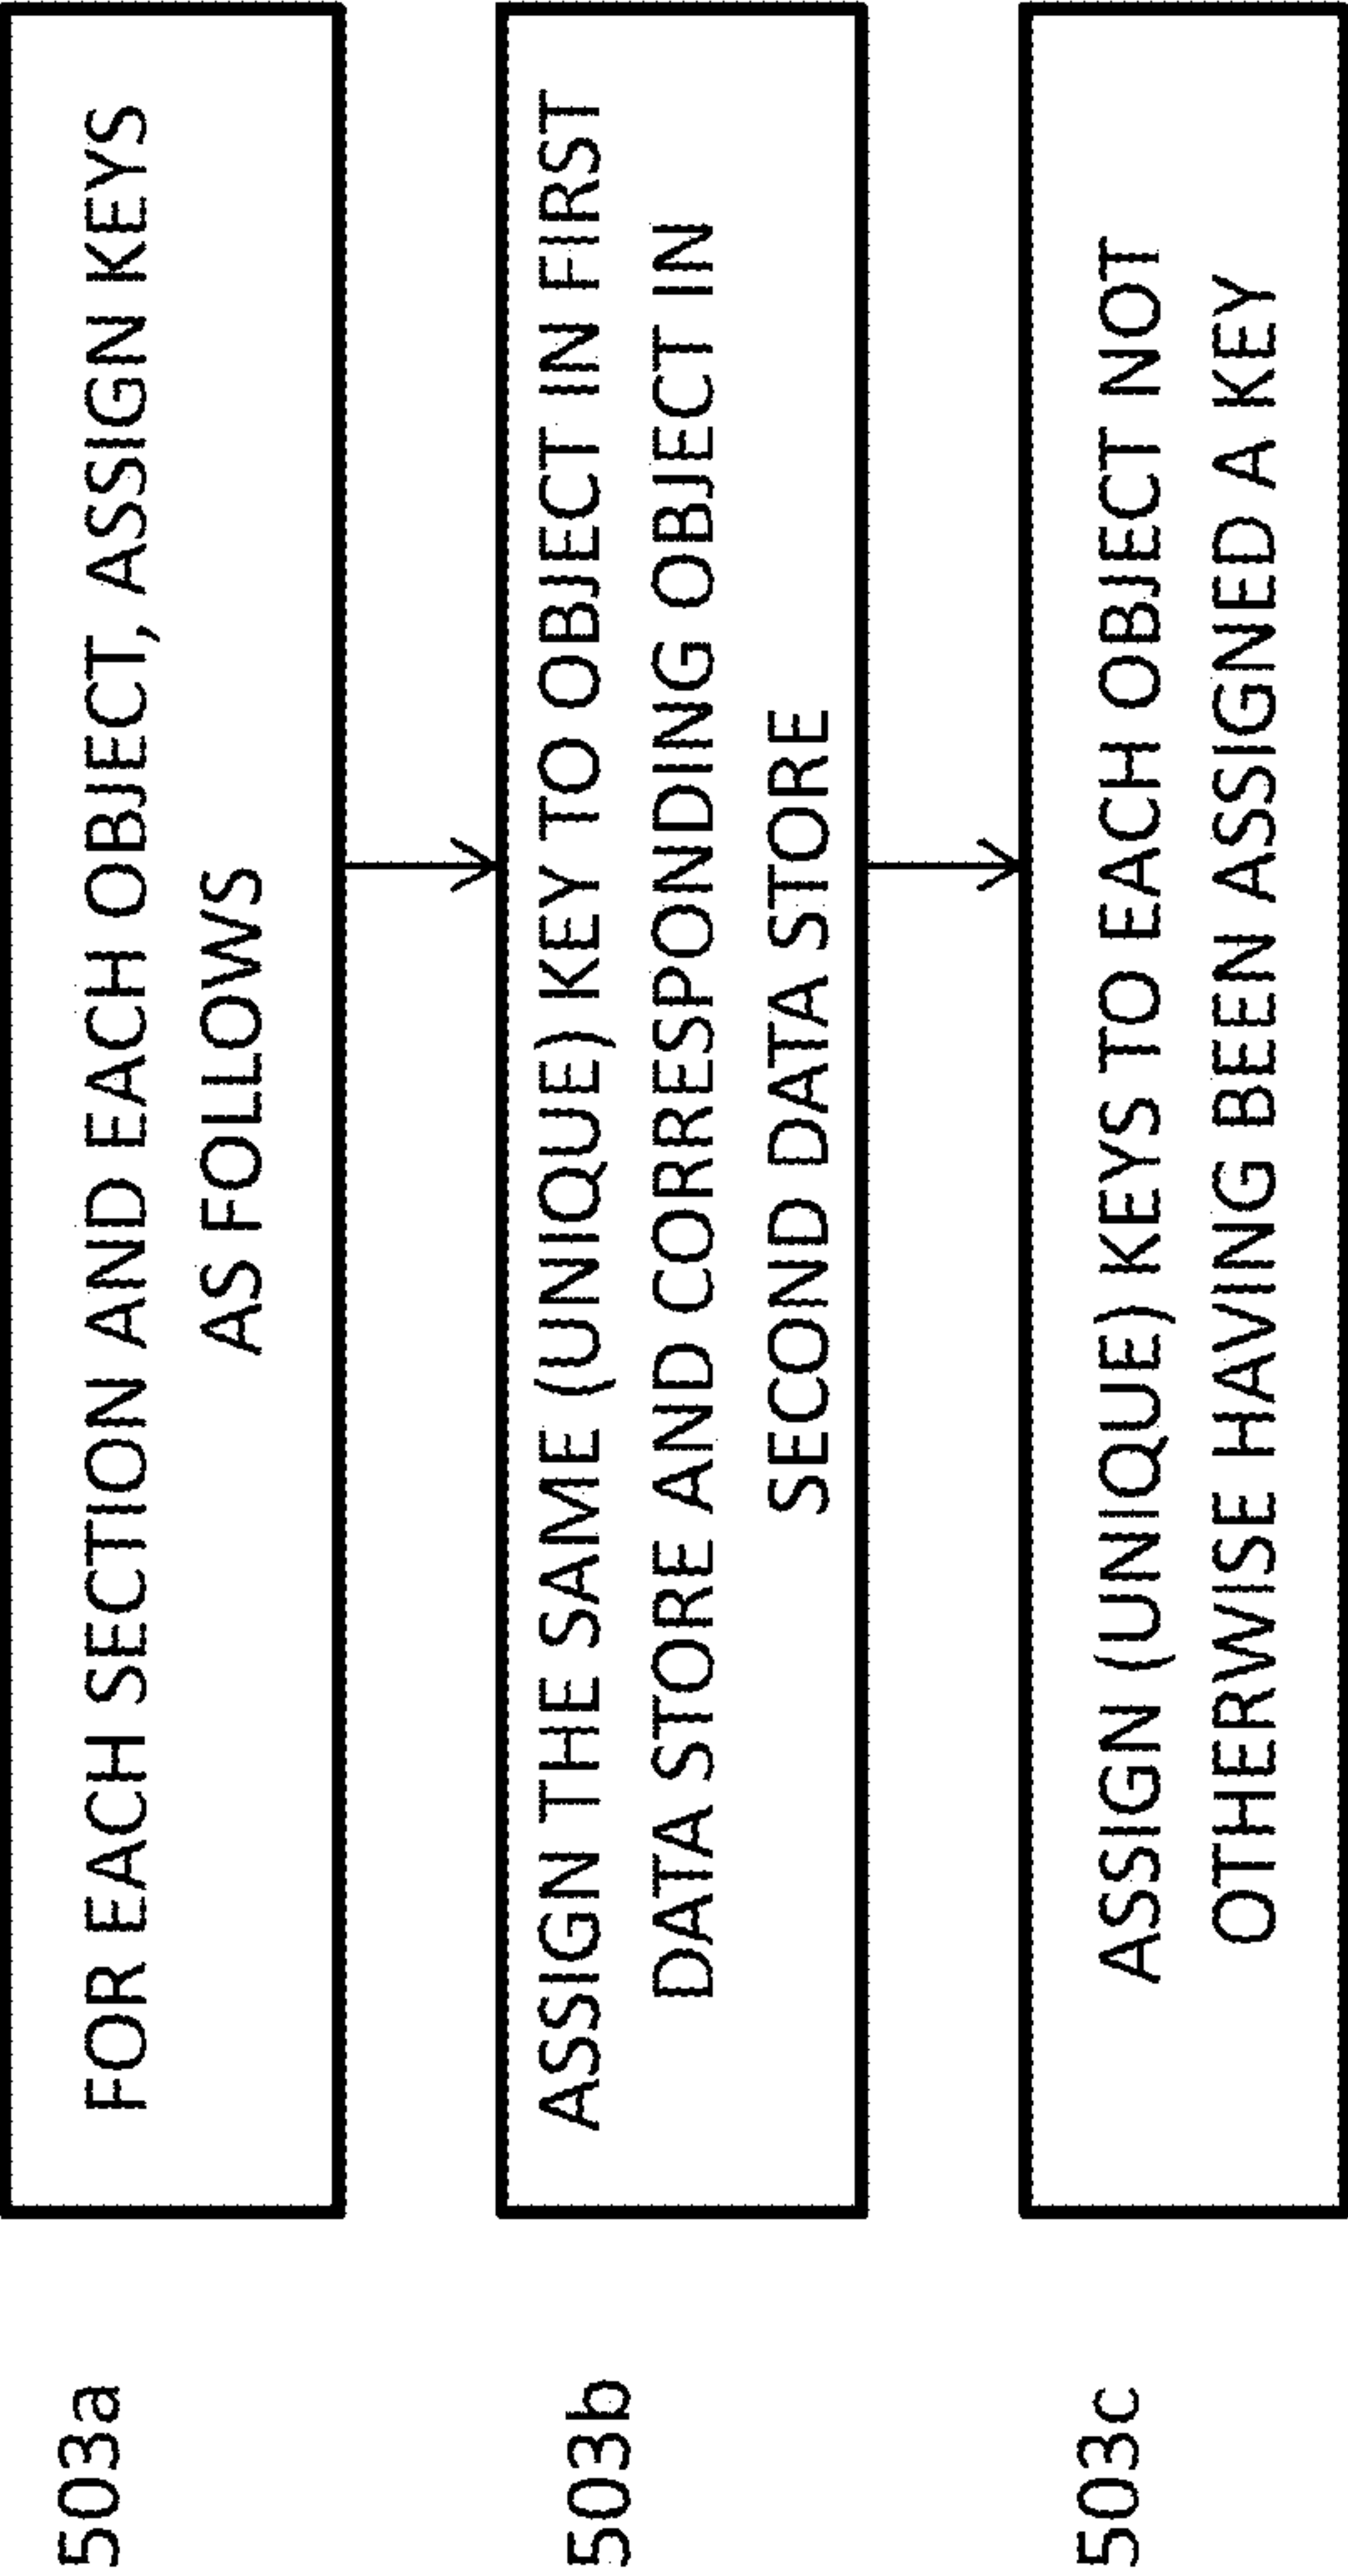 503a
FOR EACH SECTION AND EACH OBJECT, ASSIGN KEYS
AS FOLLOWS
503b
ASSIGN THE SAME (UNIQUE) KEY TO OBJECT IN FIRST
DATA STORE AND CORRESPONDING OBJECT IN
SECOND DATA STORE
503c
ASSIGN (UNIQUE) KEYS TO EACH OBJECT NOT
OTHERWISE HAVING BEEN ASSIGNED A KEY